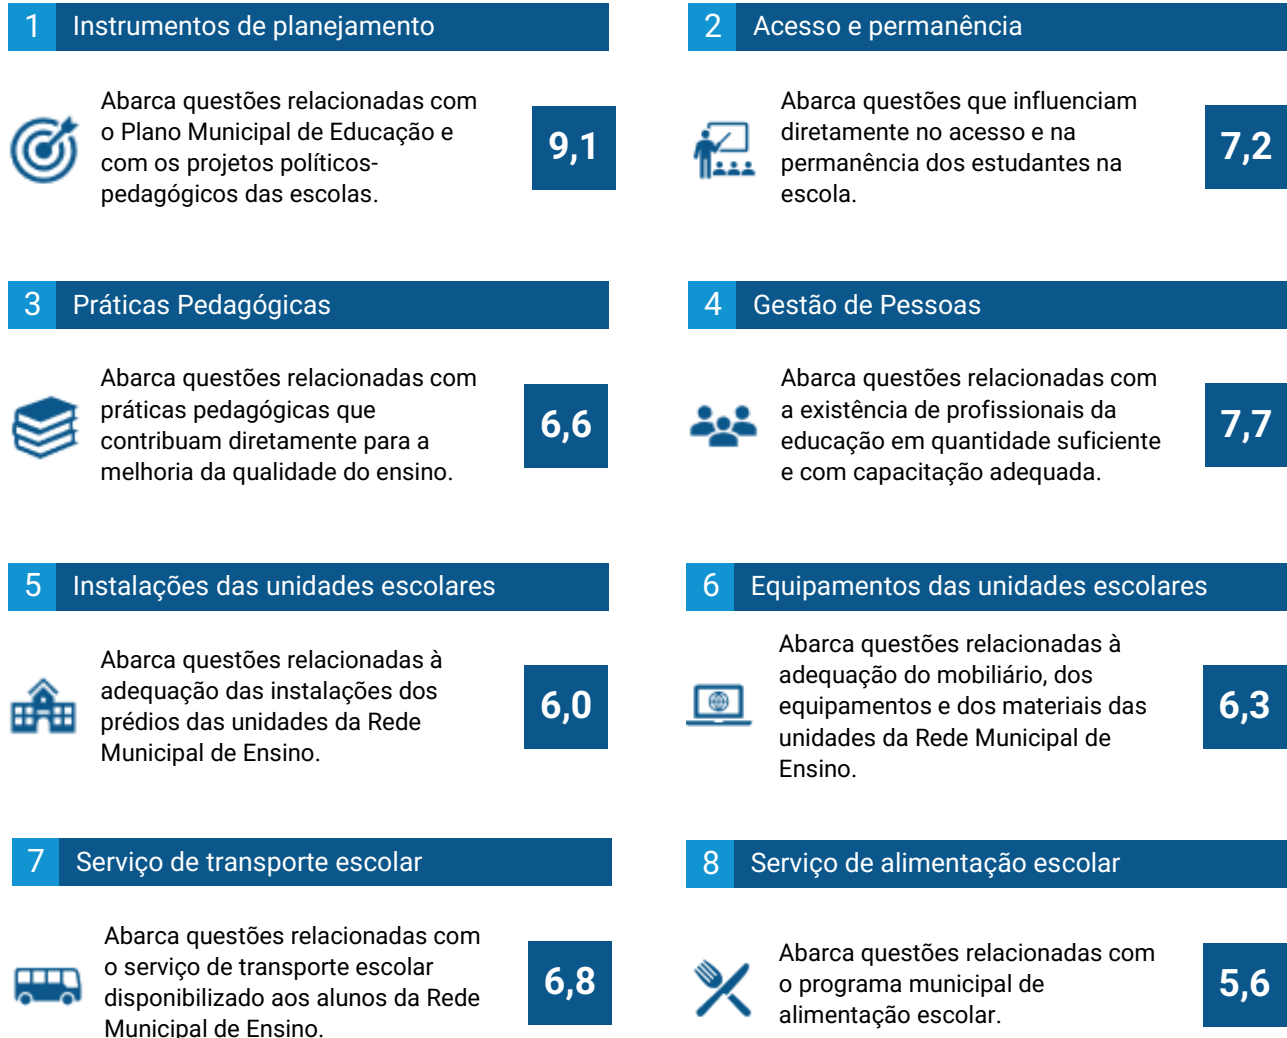 1 Instrumentos de planejamento
Abarca questões relacionadas com
o Plano Municipal de Educação e
com os projetos políticos-
pedagógicos das escolas.
9,1
2 Acesso e permanência
Abarca questões que influenciam
diretamente no acesso e na
permanência dos estudantes na
escola.
7,2
3 Práticas Pedagógicas
Abarca questões relacionadas com
práticas pedagógicas que
contribuam diretamente para a
melhoria da qualidade do ensino.
6,6
4 Gestão de Pessoas
Abarca questões relacionadas com
a existência de profissionais da
educação em quantidade suficiente
e com capacitação adequada.
7,7
5 Instalações das unidades escolares
Abarca questões relacionadas à
adequação das instalações dos
prédios das unidades da Rede
Municipal de Ensino.
6,0
6 Equipamentos das unidades escolares
Abarca questões relacionadas à
adequação do mobiliário, dos
equipamentos e dos materiais das
unidades da Rede Municipal de
Ensino.
6,3
7 Serviço de transporte escolar
Abarca questões relacionadas com
o serviço de transporte escolar
disponibilizado aos alunos da Rede
Municipal de Ensino.
6,8
8 Serviço de alimentação escolar
Abarca questões relacionadas com
o programa municipal de
alimentação escolar.
5,6